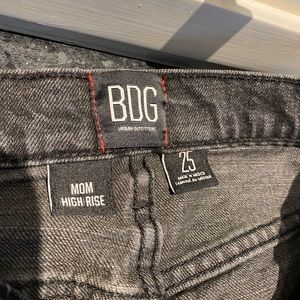 BDG
URBAN OUTFITTERS
25
MADE IN MEXICO
MOM
HIGH-RISE